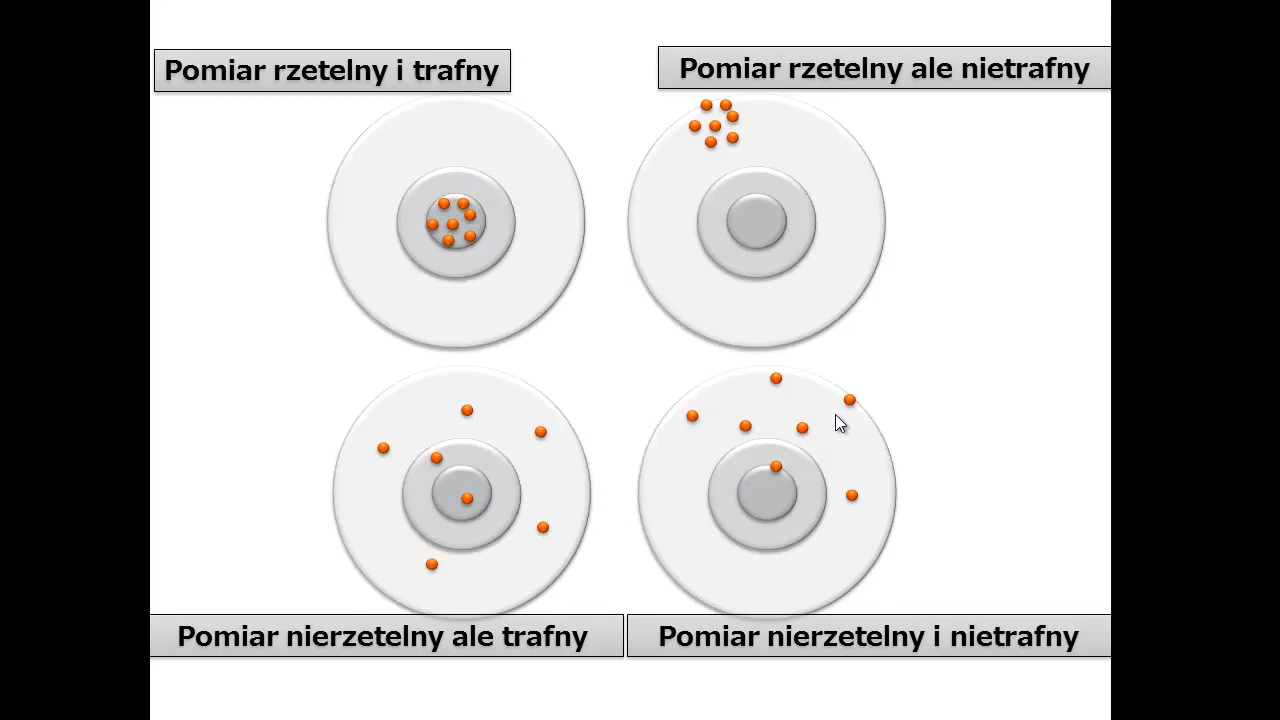 Pomiar rzetelny i trafny
Pomiar rzetelny ale nietrafny
Pomiar nierzetelny ale trafny
Pomiar nierzetelny i nietrafny